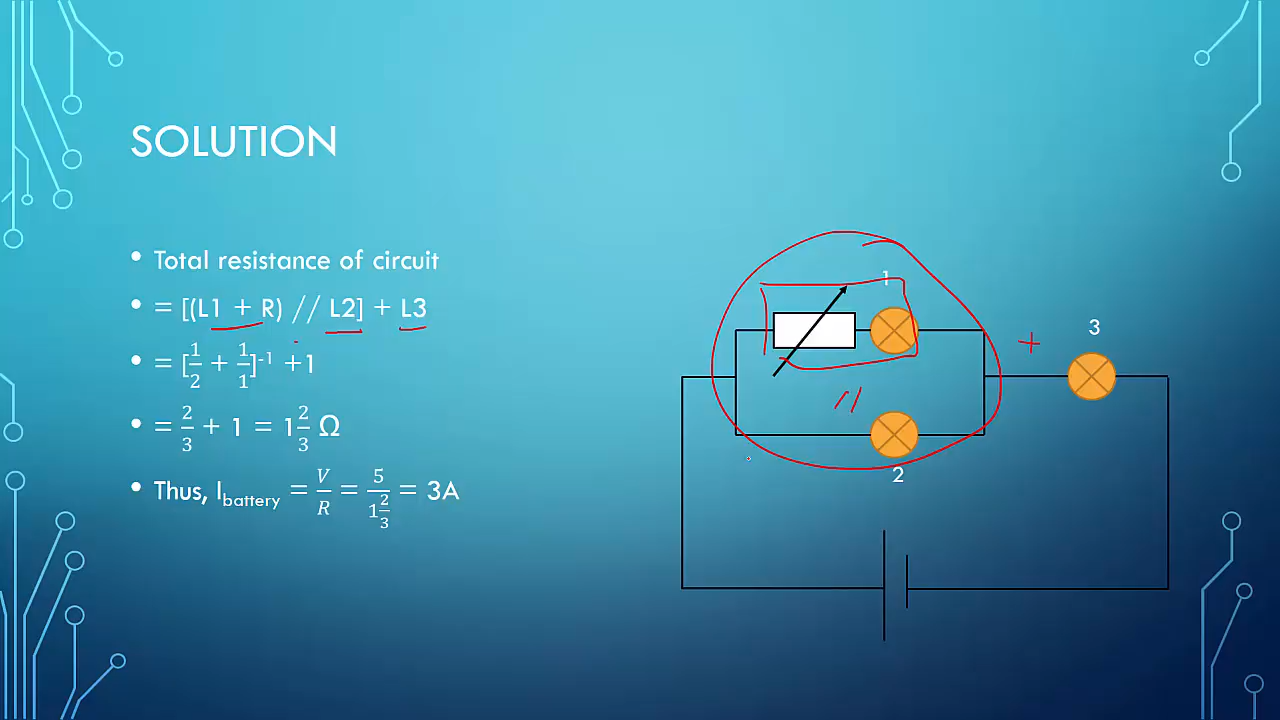 SOLUTION
• Total resistance of circuit
• = [(L1 + R) // L2] + L3
• = [1/2 + 1/1]-1 +1
• = 2/3 + 1 = 1 2/3 Ω
• Thus, Ibattery = V/R = 5/1 2/3 = 3A
1
+
3
//
2